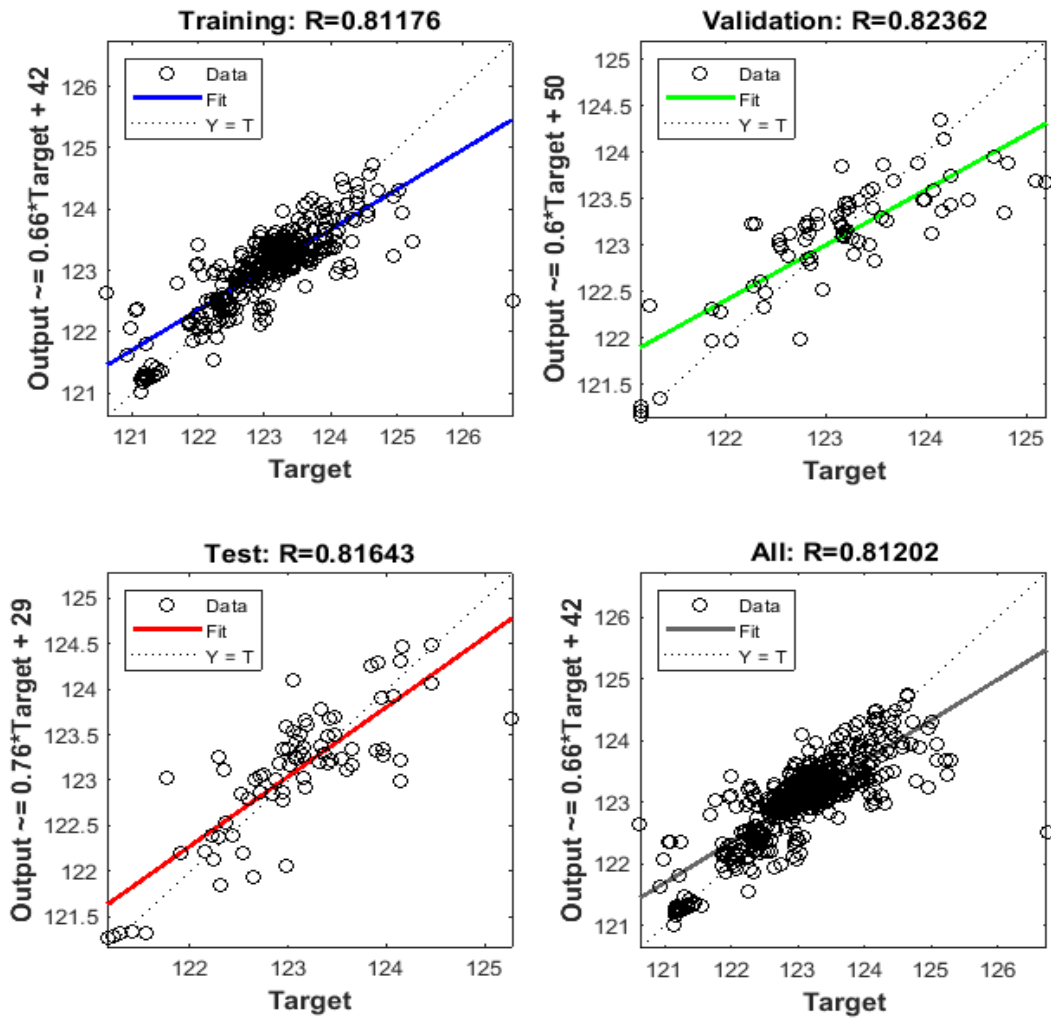 Training: R=0.81176
Output ~= 0.66*Target + 42
126
125
124
123
122
121
Data
Fit
Y = T
121 122 123 124 125 126
Target
Validation: R=0.82362
Output ~= 0.6*Target + 50
125
124.5
124
123.5
123
122.5
122
121.5
Data
Fit
Y = T
122 123 124 125
Target
Test: R=0.81643
Output ~= 0.76*Target + 29
125
124.5
124
123.5
123
122.5
122
121.5
Data
Fit
Y = T
122 123 124 125
Target
All: R=0.81202
Output ~= 0.66*Target + 42
126
125
124
123
122
121
Data
Fit
Y = T
121 122 123 124 125 126
Target